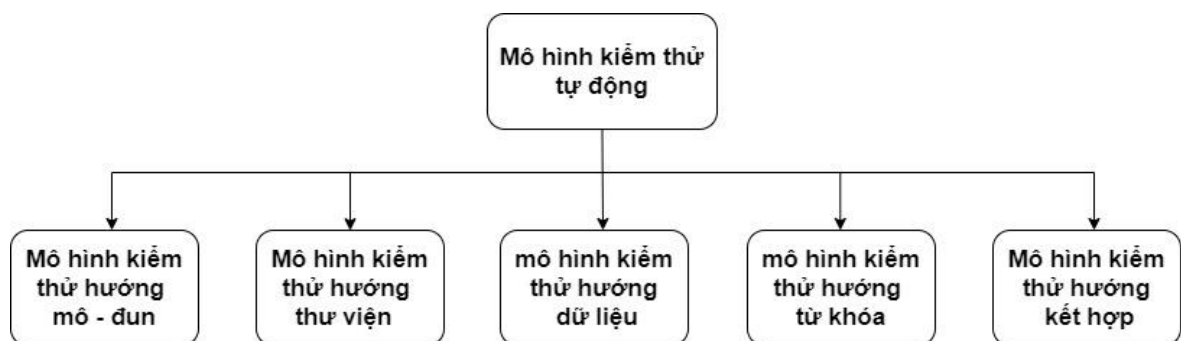 Mô hình kiểm thử
tự động
Mô hình kiểm
thử hướng
mô - đun
Mô hình kiểm
thử hướng
thư viện
mô hình kiểm
thử hướng
dữ liệu
mô hình kiểm
thử hướng
từ khóa
Mô hình kiểm
thử hướng
kết hợp